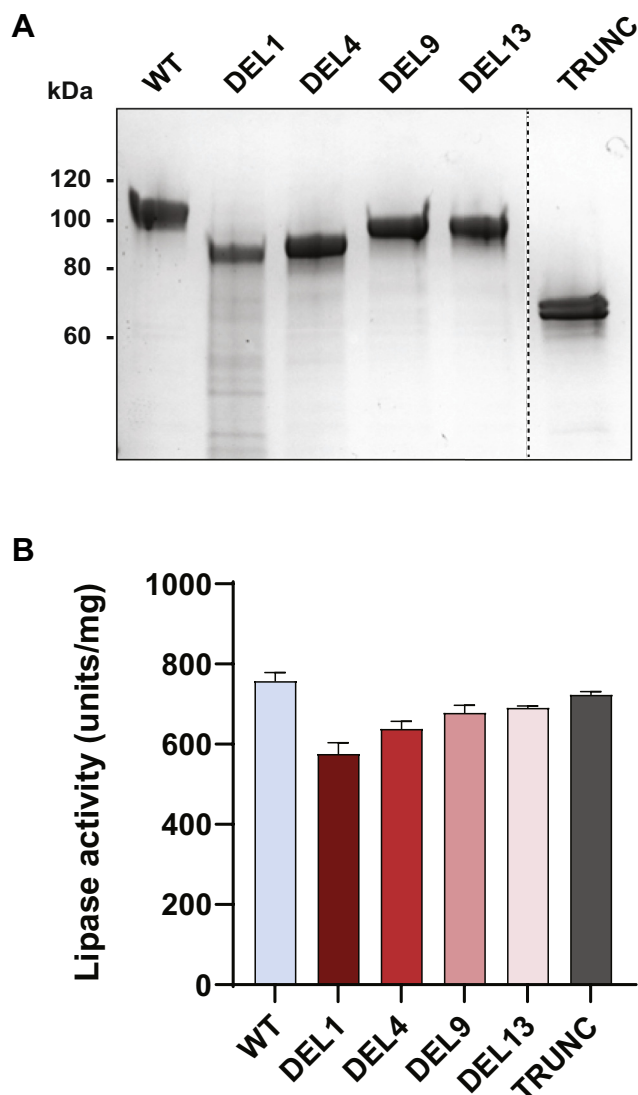 A
WT DEL1 DEL4 DEL9 DEL13 TRUNC
kDa
120 -
100 -
80 -
60 -
B
Lipase activity (units/mg)
1000
800
600
400
200
0
WT DEL1 DEL4 DEL9 DEL13 TRUNC